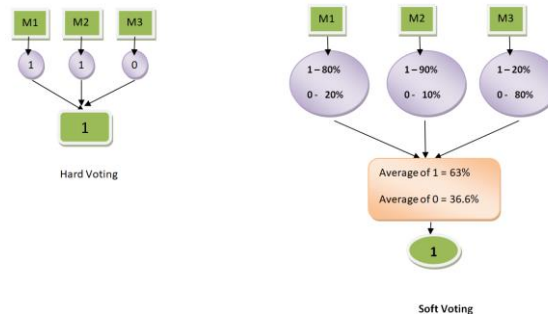 M1 M2 M3
1 1 0
1
Hard Voting
M1 M2 M3
1 – 80% 1 – 90% 1 – 20%
0 - 20% 0 - 10% 0 - 80%
Average of 1 = 63%
Average of 0 = 36.6%
1
Soft Voting